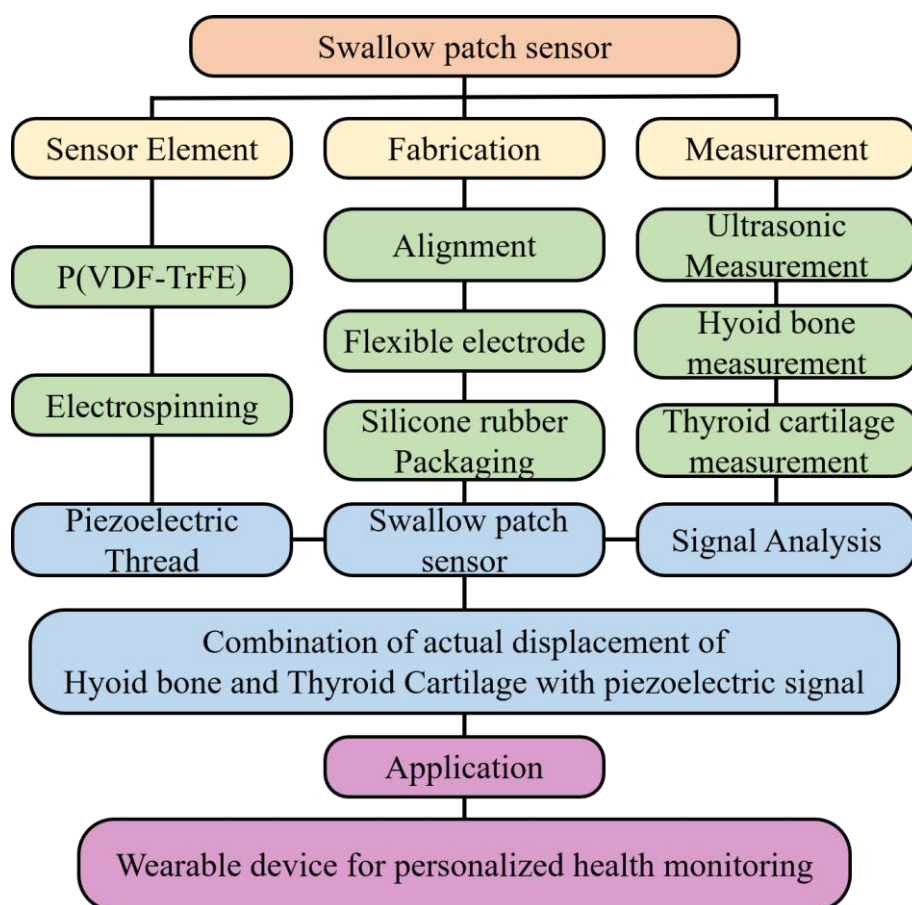 Swallow patch sensor
Sensor Element
Fabrication
Measurement
P(VDF-TrFE)
Electrospinning
Piezoelectric
Thread
Alignment
Flexible electrode
Silicone rubber
Packaging
Swallow patch
sensor
Ultrasonic
Measurement
Hyoid bone
measurement
Thyroid cartilage
measurement
Signal Analysis
Combination of actual displacement of
Hyoid bone and Thyroid Cartilage with piezoelectric signal
Application
Wearable device for personalized health monitoring